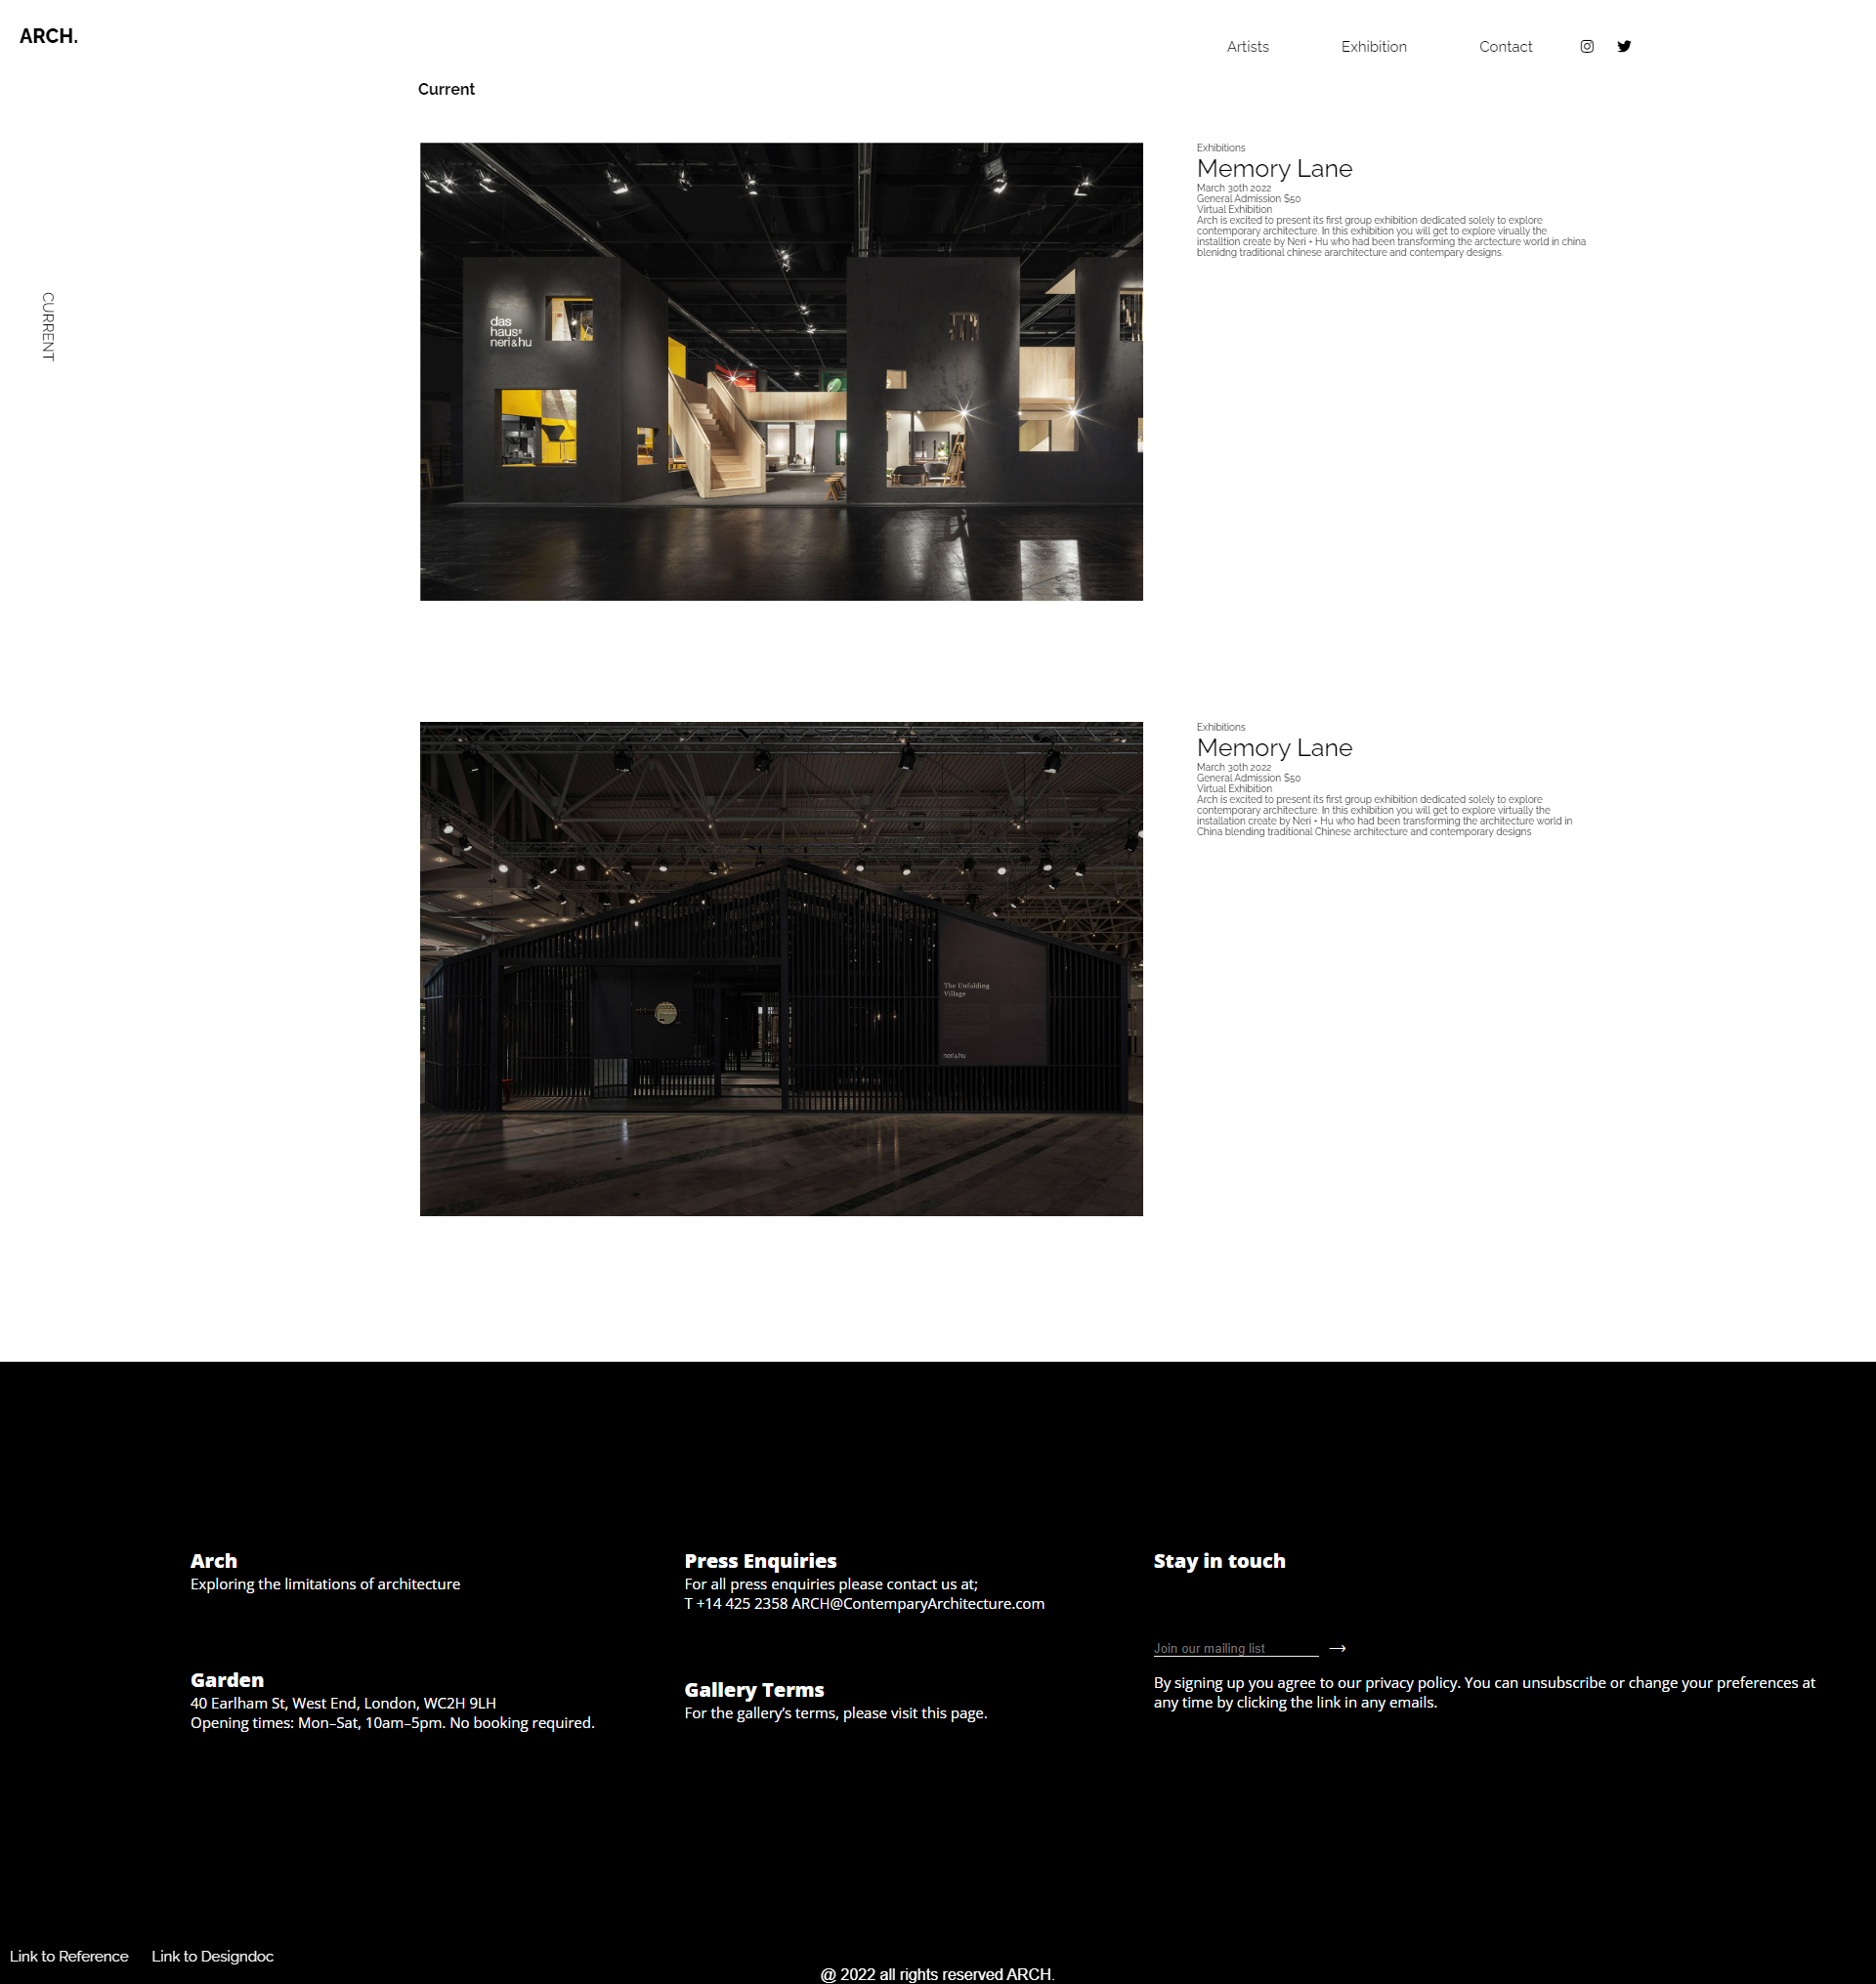 ARCH.
Artists
Exhibition
Contact
Current
CURRENT
das
haus
neri&hu
Exhibitions
Memory Lane
March 30th 2022
General Admission $50
Virtual Exhibition
Arch is excited to present its first group exhibition dedicated solely to explore
contemporary architecture. In this exhibition you will get to explore virually the
installtion create by Neri + Hu who had been transforming the arctecture world in china
blenidng traditional chinese ararchitecture and contempary designs.
The Unfolding
Village
neri&hu
Exhibitions
Memory Lane
March 30th 2022
General Admission $50
Virtual Exhibition
Arch is excited to present its first group exhibition dedicated solely to explore
contemporary architecture. In this exhibition you will get to explore virtually the
installation create by Neri + Hu who had been transforming the architecture world in
China blending traditional Chinese architecture and contemporary designs
Arch
Exploring the limitations of architecture
Garden
40 Earlham St, West End, London, WC2H 9LH
Opening times: Mon–Sat, 10am–5pm. No booking required.
Press Enquiries
For all press enquiries please contact us at;
T +14 425 2358 ARCH@ContemparyArchitecture.com
Gallery Terms
For the gallery’s terms, please visit this page.
Stay in touch
Join our mailing list
By signing up you agree to our privacy policy. You can unsubscribe or change your preferences at
any time by clicking the link in any emails.
Link to Reference
Link to Designdoc
@ 2022 all rights reserved ARCH.